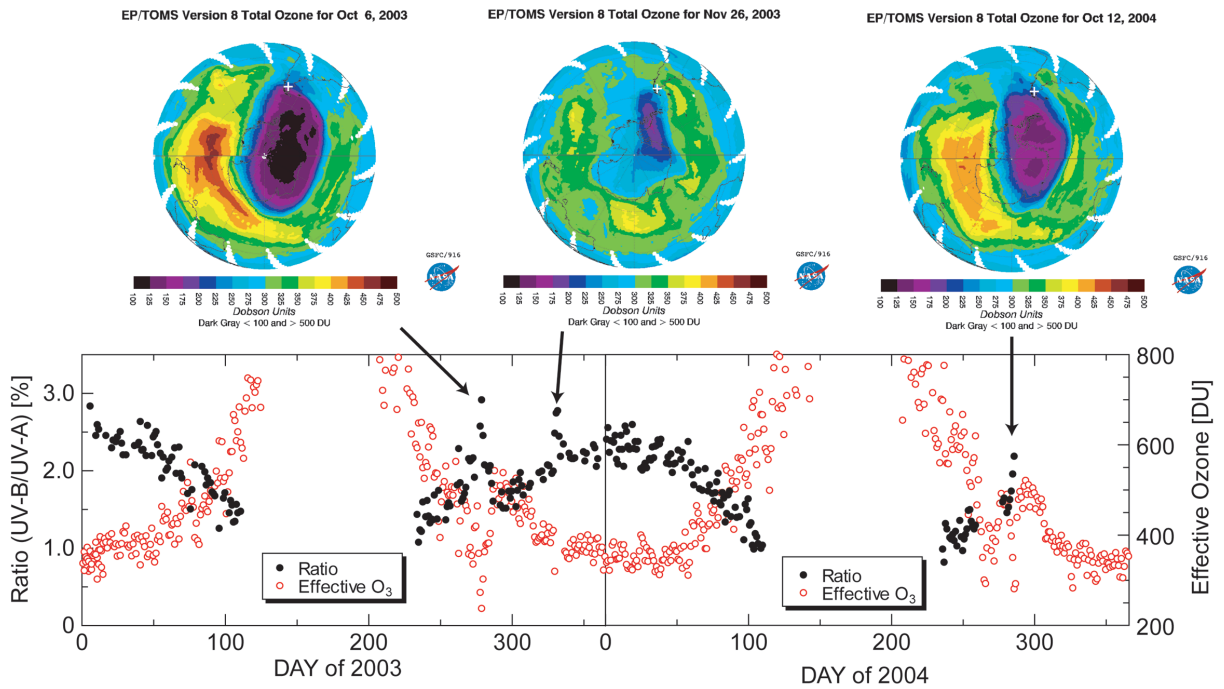 EP/TOMS Version 8 Total Ozone for Oct 6, 2003
EP/TOMS Version 8 Total Ozone for Nov 26, 2003
EP/TOMS Version 8 Total Ozone for Oct 12, 2004
GSFC/916
NASA
GSFC/916
NASA
GSFC/916
NASA
100 125 150 175 200 225 250 275 300 325 350 375 400 425 450 475 500
Dobson Units
Dark Gray < 100 and > 500 DU
100 125 150 175 200 225 250 275 300 325 350 375 400 425 450 475 500
Dobson Units
Dark Gray < 100 and > 500 DU
100 125 150 175 200 225 250 275 300 325 350 375 400 425 450 475 500
Dobson Units
Dark Gray < 100 and > 500 DU
Ratio (UV-B/UV-A) [%]
3.0
2.0
1.0
0
Ratio
Effective O3
0 100 200 300
DAY of 2003
Ratio
Effective O3
0 100 200 300
DAY of 2004
800
600
400
200
Effective Ozone [DU]